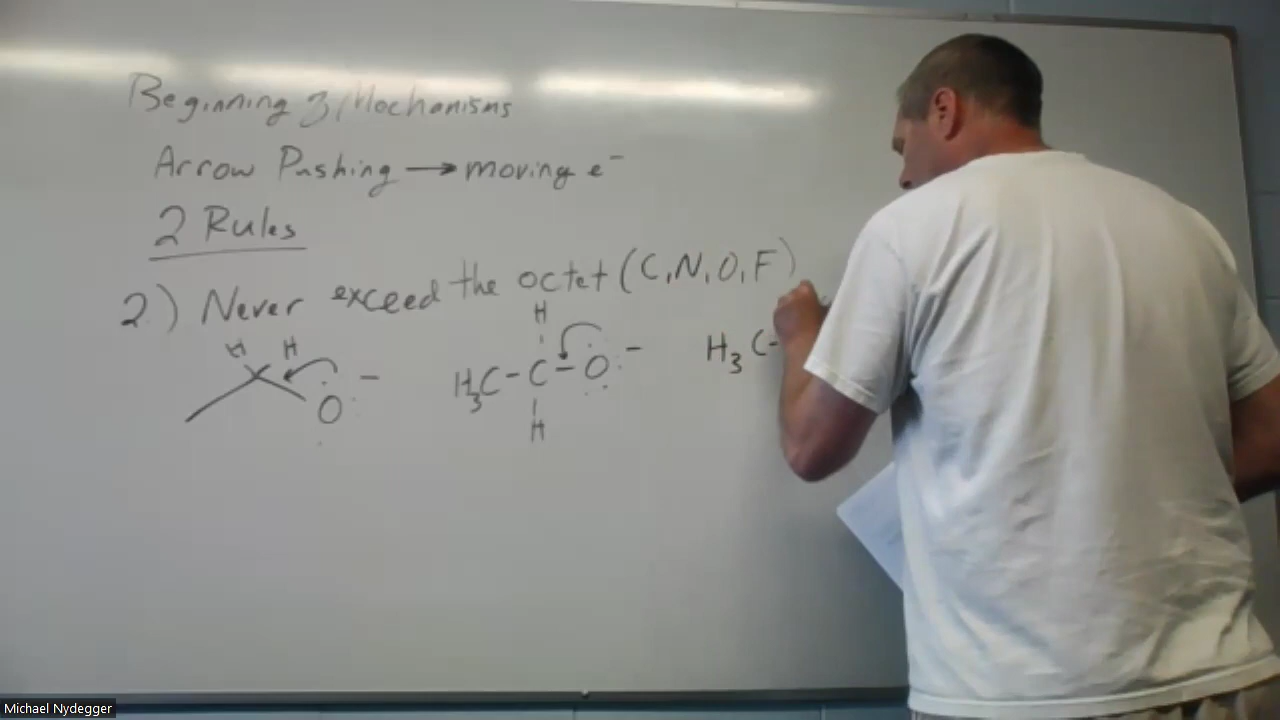 Beginning 3/Mechanisms
Arrow Pushing → moving e⁻
2 Rules
2.) Never exceed the octet (C, N, O, F)
H H
O −
H
H₃C - C - O −
H
H₃C -
Michael Nydegger